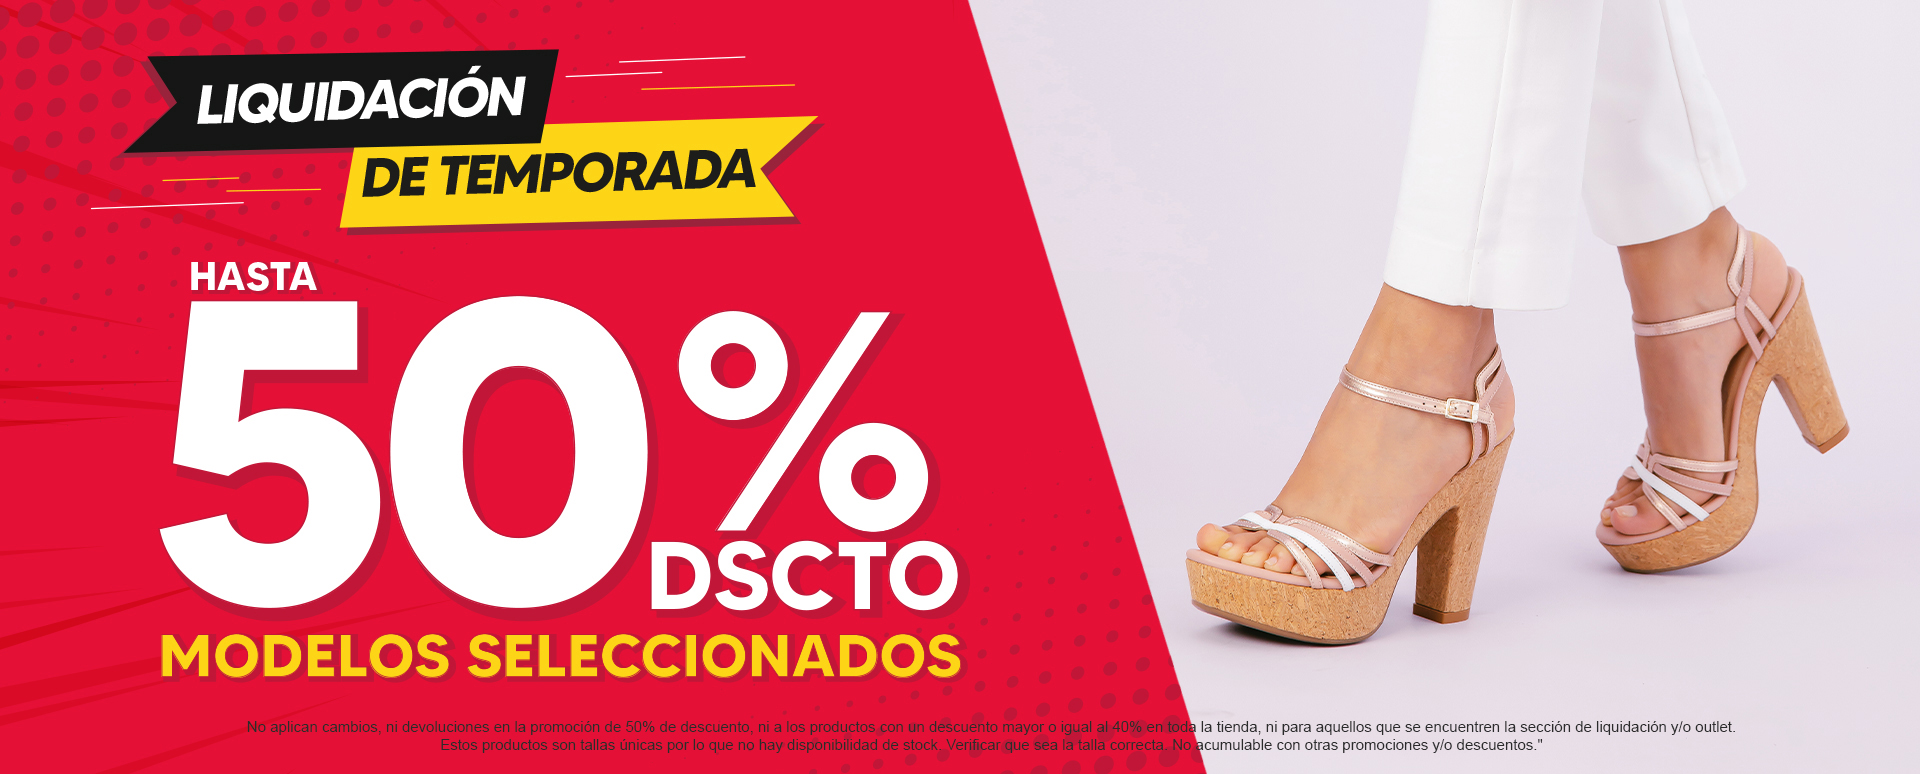 LIQUIDACIÓN
DE TEMPORADA
HASTA
50%
DSCTO
MODELOS SELECCIONADOS
No aplican cambios, ni devoluciones en la promoción de 50% de descuento, ni a los productos con un descuento mayor o igual al 40% en toda la tienda, ni para aquellos que se encuentren la sección de liquidación y/o outlet.
Estos productos son tallas únicas por lo que no hay disponibilidad de stock. Verificar que sea la talla correcta. No acumulable con otras promociones y/o descuentos."